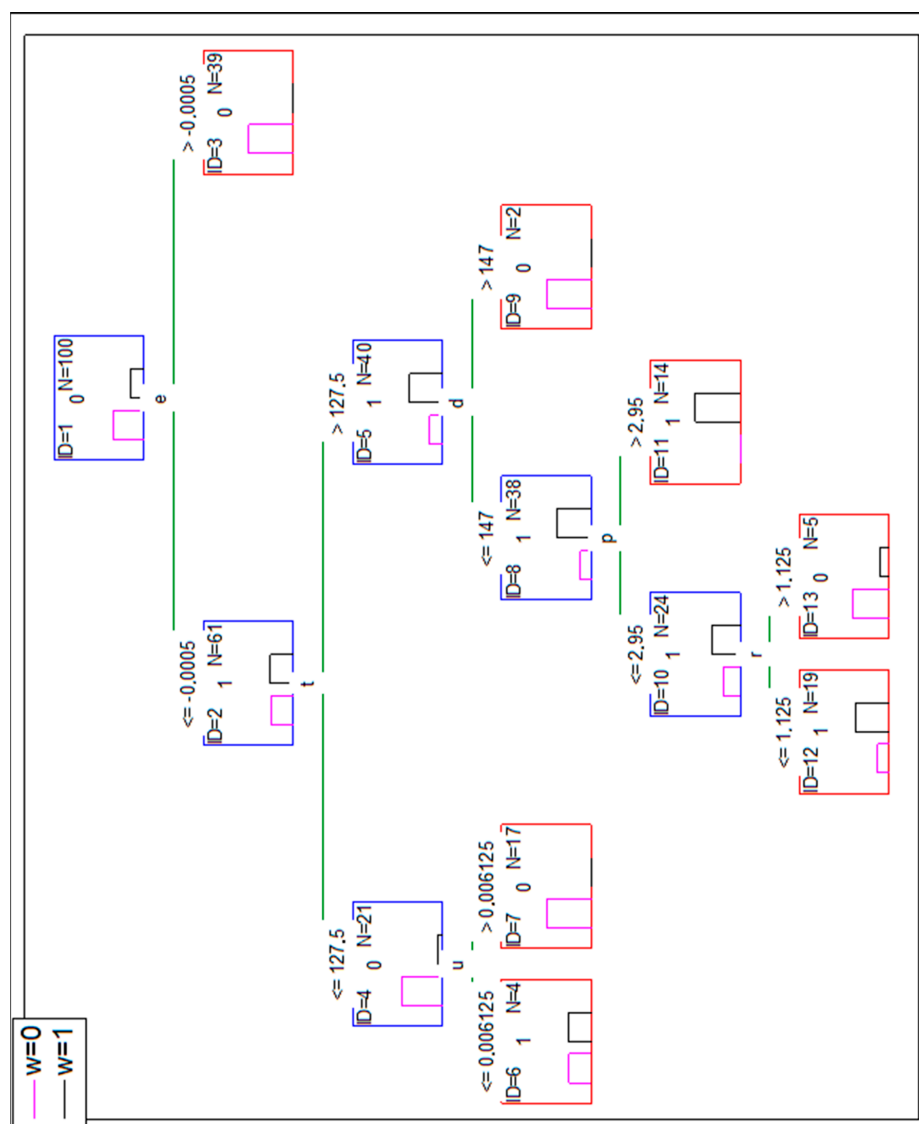 w=0
w=1
ID=1 N=100
0
e
<= -0,0005
> -0,0005
ID=2 N=61
1
t
ID=3 N=39
0
<= 127,5
> 127,5
ID=4 N=21
0
u
ID=5 N=40
1
d
<= 0,006125
> 0,006125
<= 147
> 147
ID=6 N=4
1
ID=7 N=17
0
ID=8 N=38
1
p
ID=9 N=2
0
<= 2,95
> 2,95
ID=10 N=24
1
r
ID=11 N=14
1
<= 1,125
> 1,125
ID=12 N=19
1
ID=13 N=5
0